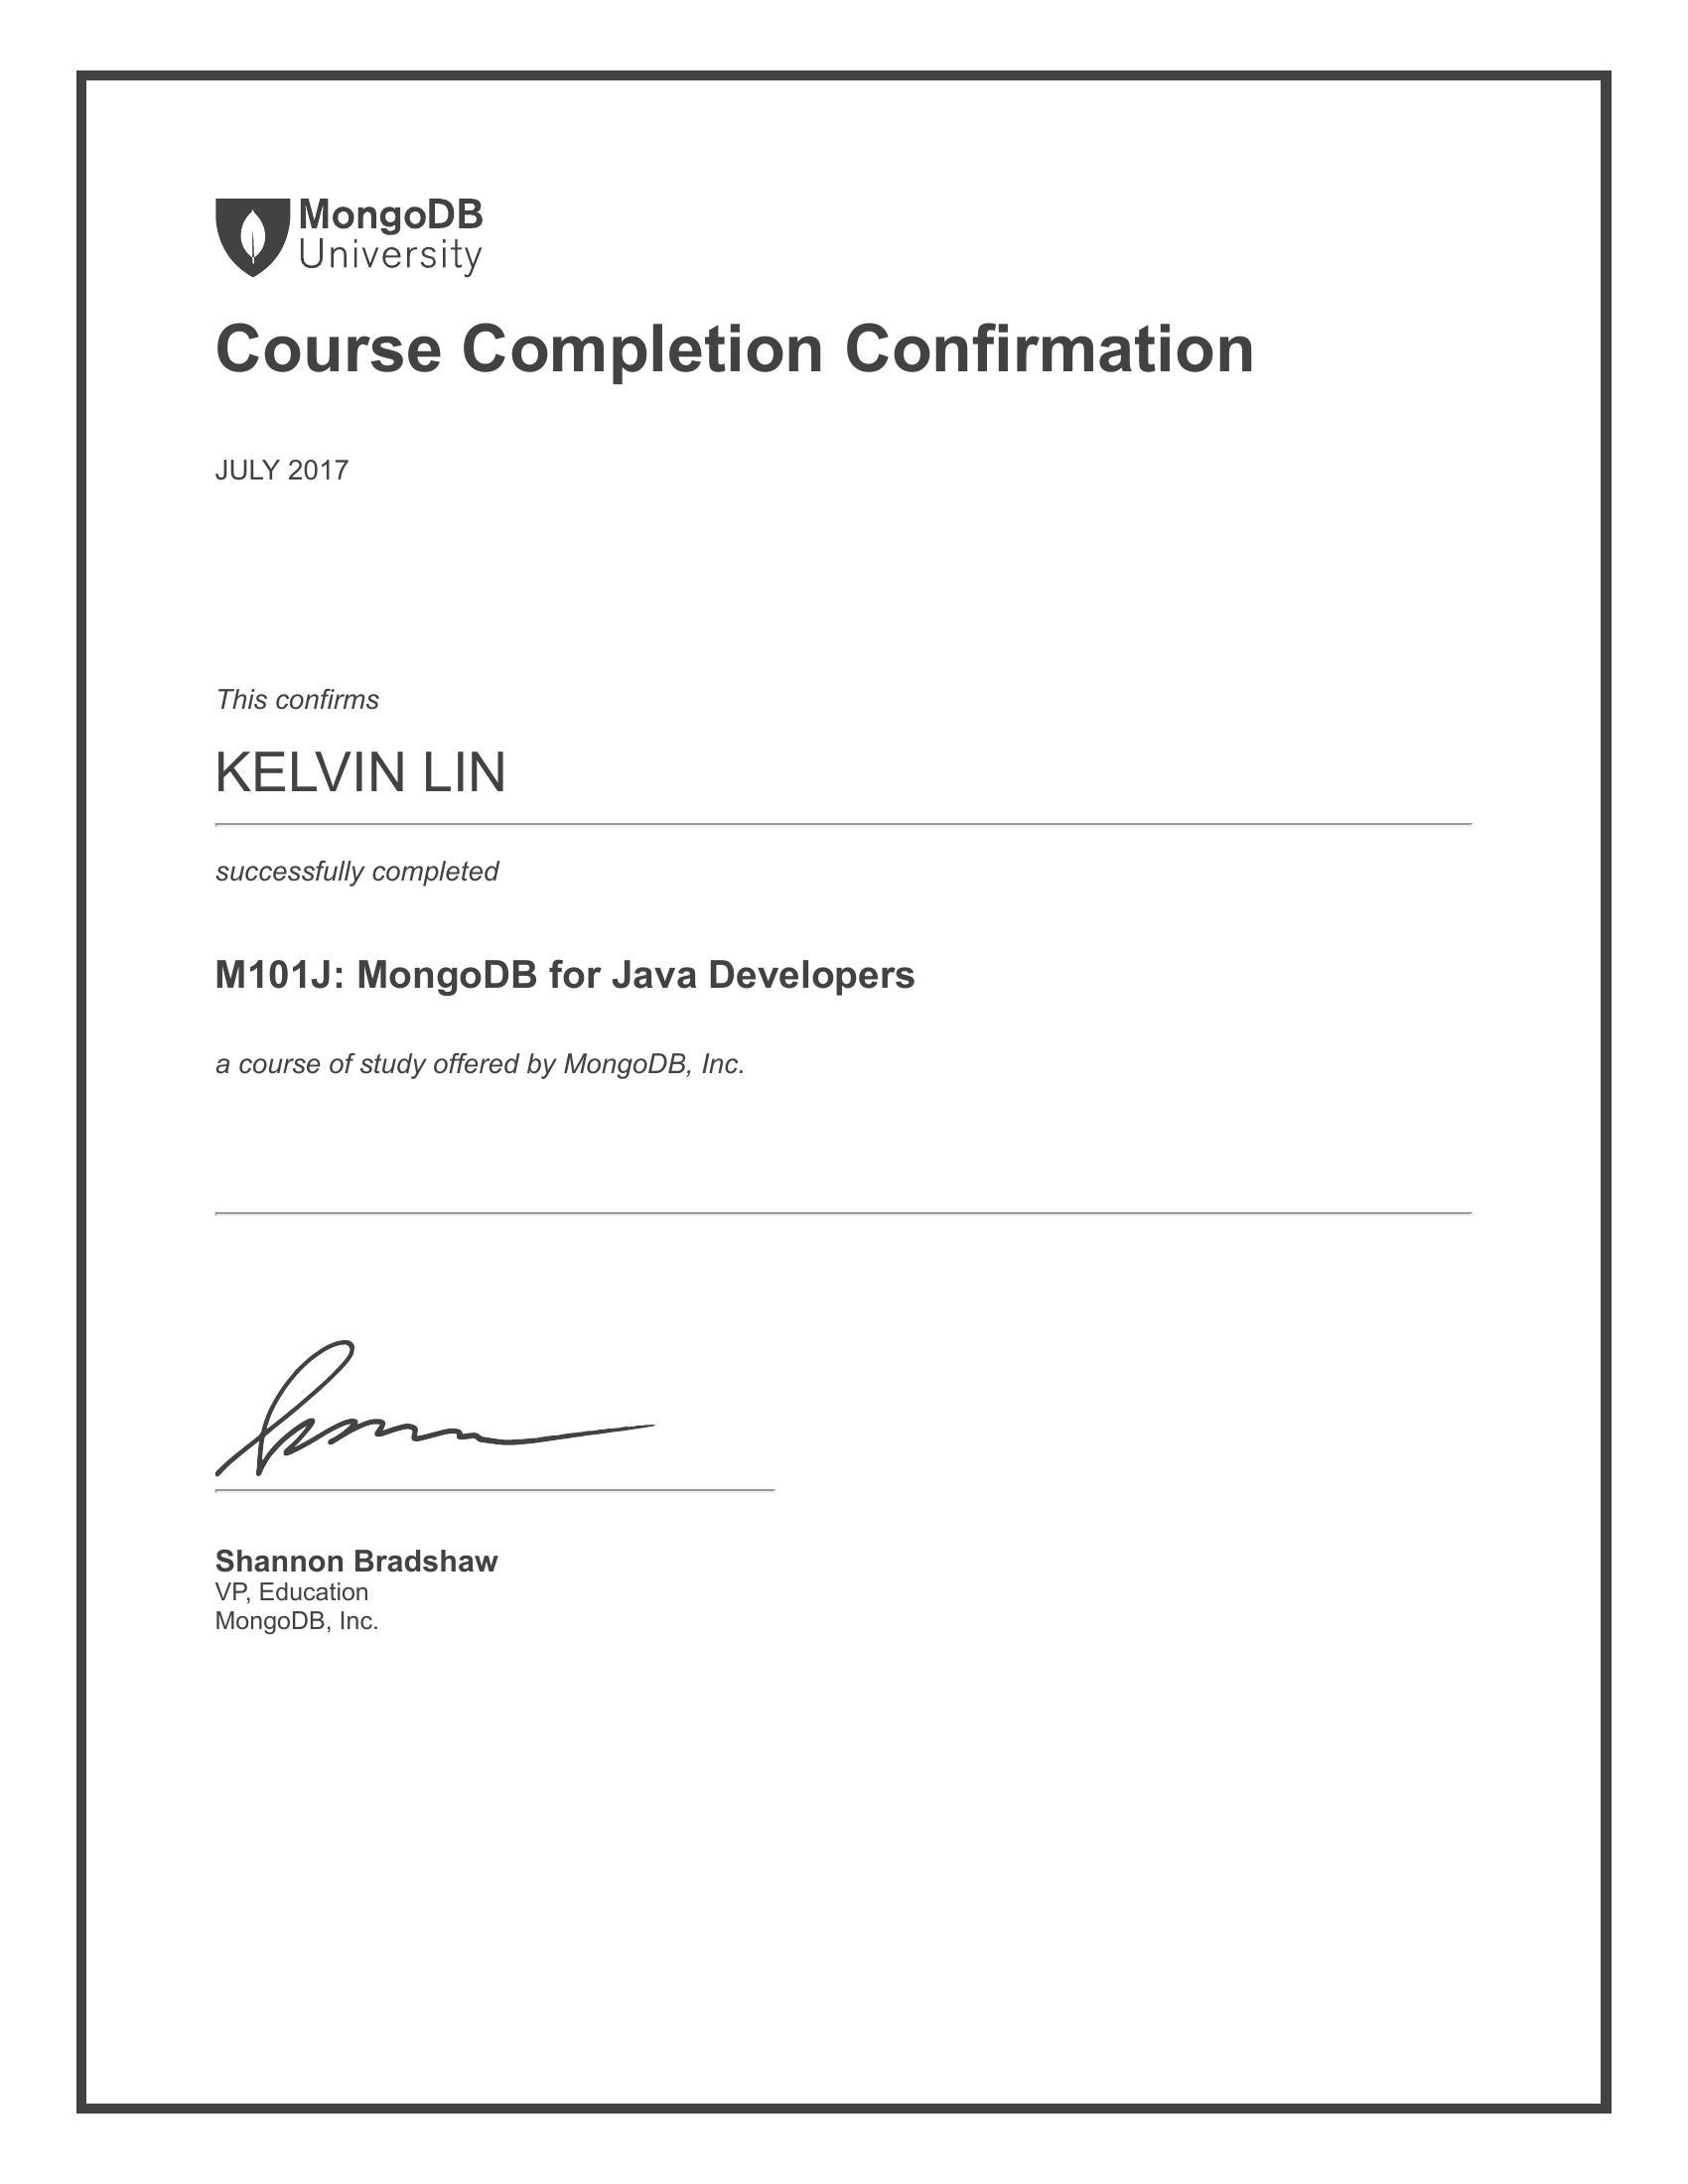 MongoDB
University
Course Completion Confirmation
JULY 2017
This confirms
KELVIN LIN
successfully completed
M101J: MongoDB for Java Developers
a course of study offered by MongoDB, Inc.
Shannon Bradshaw
VP, Education
MongoDB, Inc.